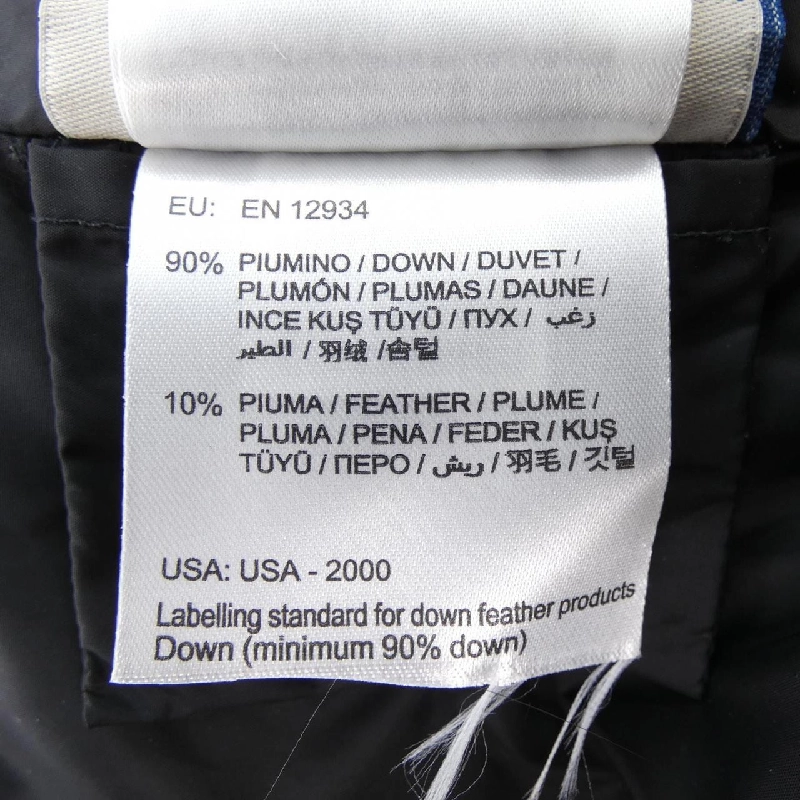 EU: EN 12934
90% PIUMINO / DOWN / DUVET /
PLUMÓN / PLUMAS / DAUNE /
INCE KUŞ TÜYÜ / ПУХ / زغب
الطير / 羽绒 /솜털
10% PIUMA / FEATHER / PLUME /
PLUMA / PENA / FEDER / KUŞ
TÜYÜ / ПЕРО / ريش / 羽毛 / 깃털
USA: USA - 2000
Labelling standard for down feather products
Down (minimum 90% down)